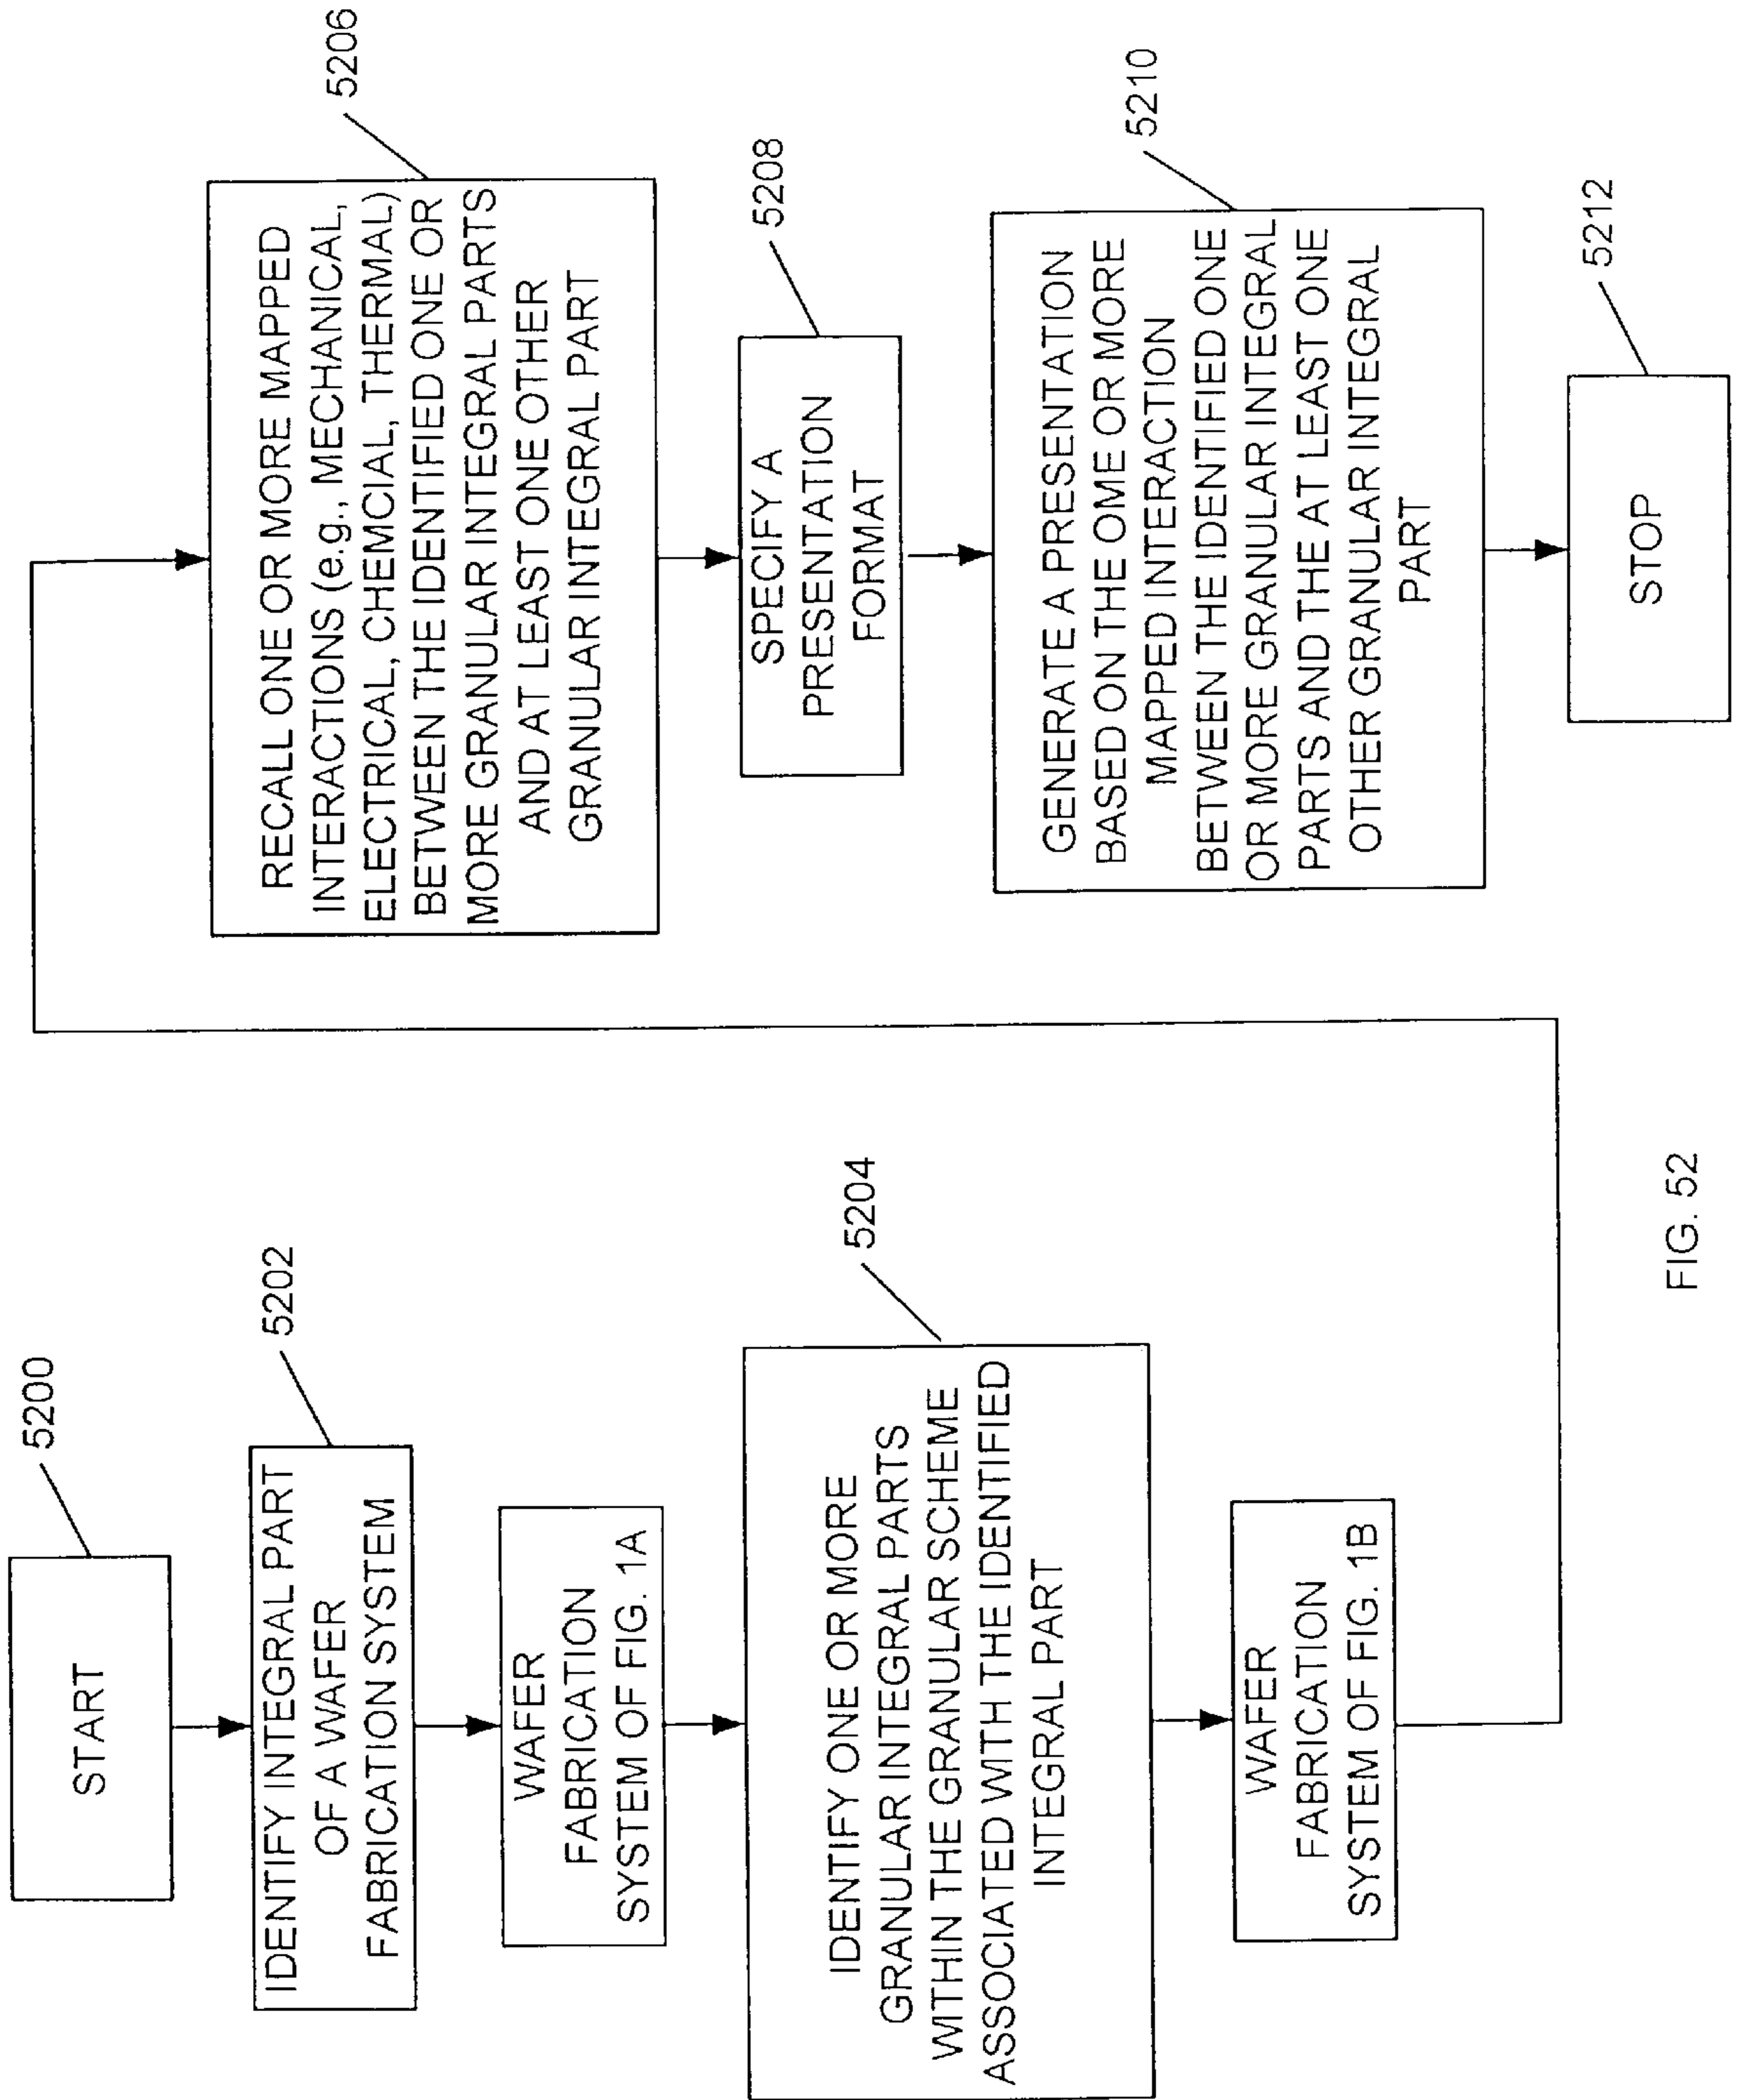 5200
START
5202
IDENTIFY INTEGRAL PART
OF A WAFER
FABRICATION SYSTEM
WAFER
FABRICATION
SYSTEM OF FIG. 1A
5204
IDENTIFY ONE OR MORE
GRANULAR INTEGRAL PARTS
WITHIN THE GRANULAR SCHEME
ASSOCIATED WITH THE IDENTIFIED
INTEGRAL PART
WAFER
FABRICATION
SYSTEM OF FIG. 1B
5206
RECALL ONE OR MORE MAPPED
INTERACTIONS (e.g., MECHANICAL,
ELECTRICAL, CHEMCIAL, THERMAL)
BETWEEN THE IDENTIFIED ONE OR
MORE GRANULAR INTEGRAL PARTS
AND AT LEAST ONE OTHER
GRANULAR INTEGRAL PART
5208
SPECIFY A
PRESENTATION
FORMAT
5210
GENERATE A PRESENTATION
BASED ON THE OME OR MORE
MAPPED INTERACTION
BETWEEN THE IDENTIFIED ONE
OR MORE GRANULAR INTEGRAL
PARTS AND THE AT LEAST ONE
OTHER GRANULAR INTEGRAL
PART
5212
STOP
FIG. 52